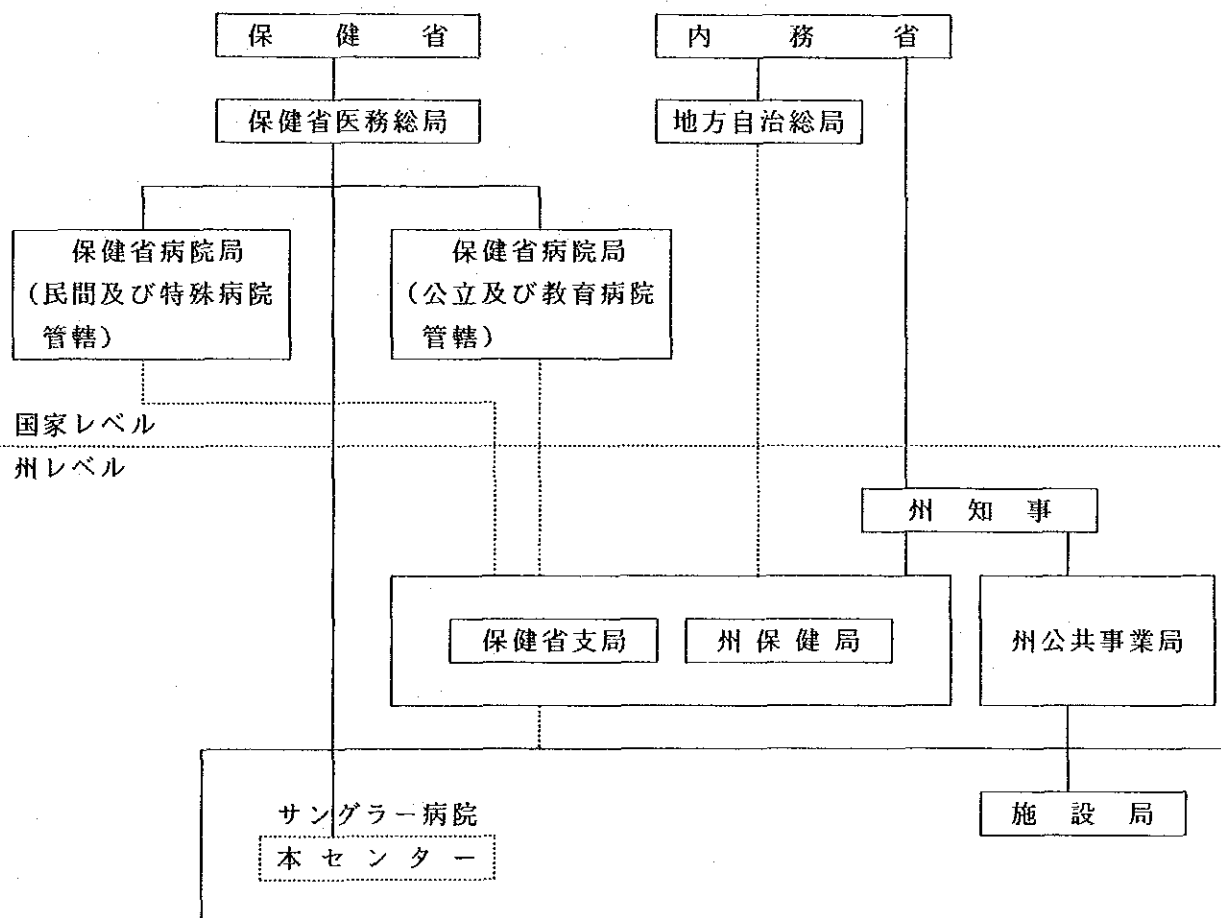 保健省
内務省
保健省医務総局
地方自治総局
保健省病院局
(民間及び特殊病院
管轄)
保健省病院局
(公立及び教育病院
管轄)
国家レベル
州レベル
州知事
保健省支局
州保健局
州公共事業局
サングラー病院
本センター
施設局